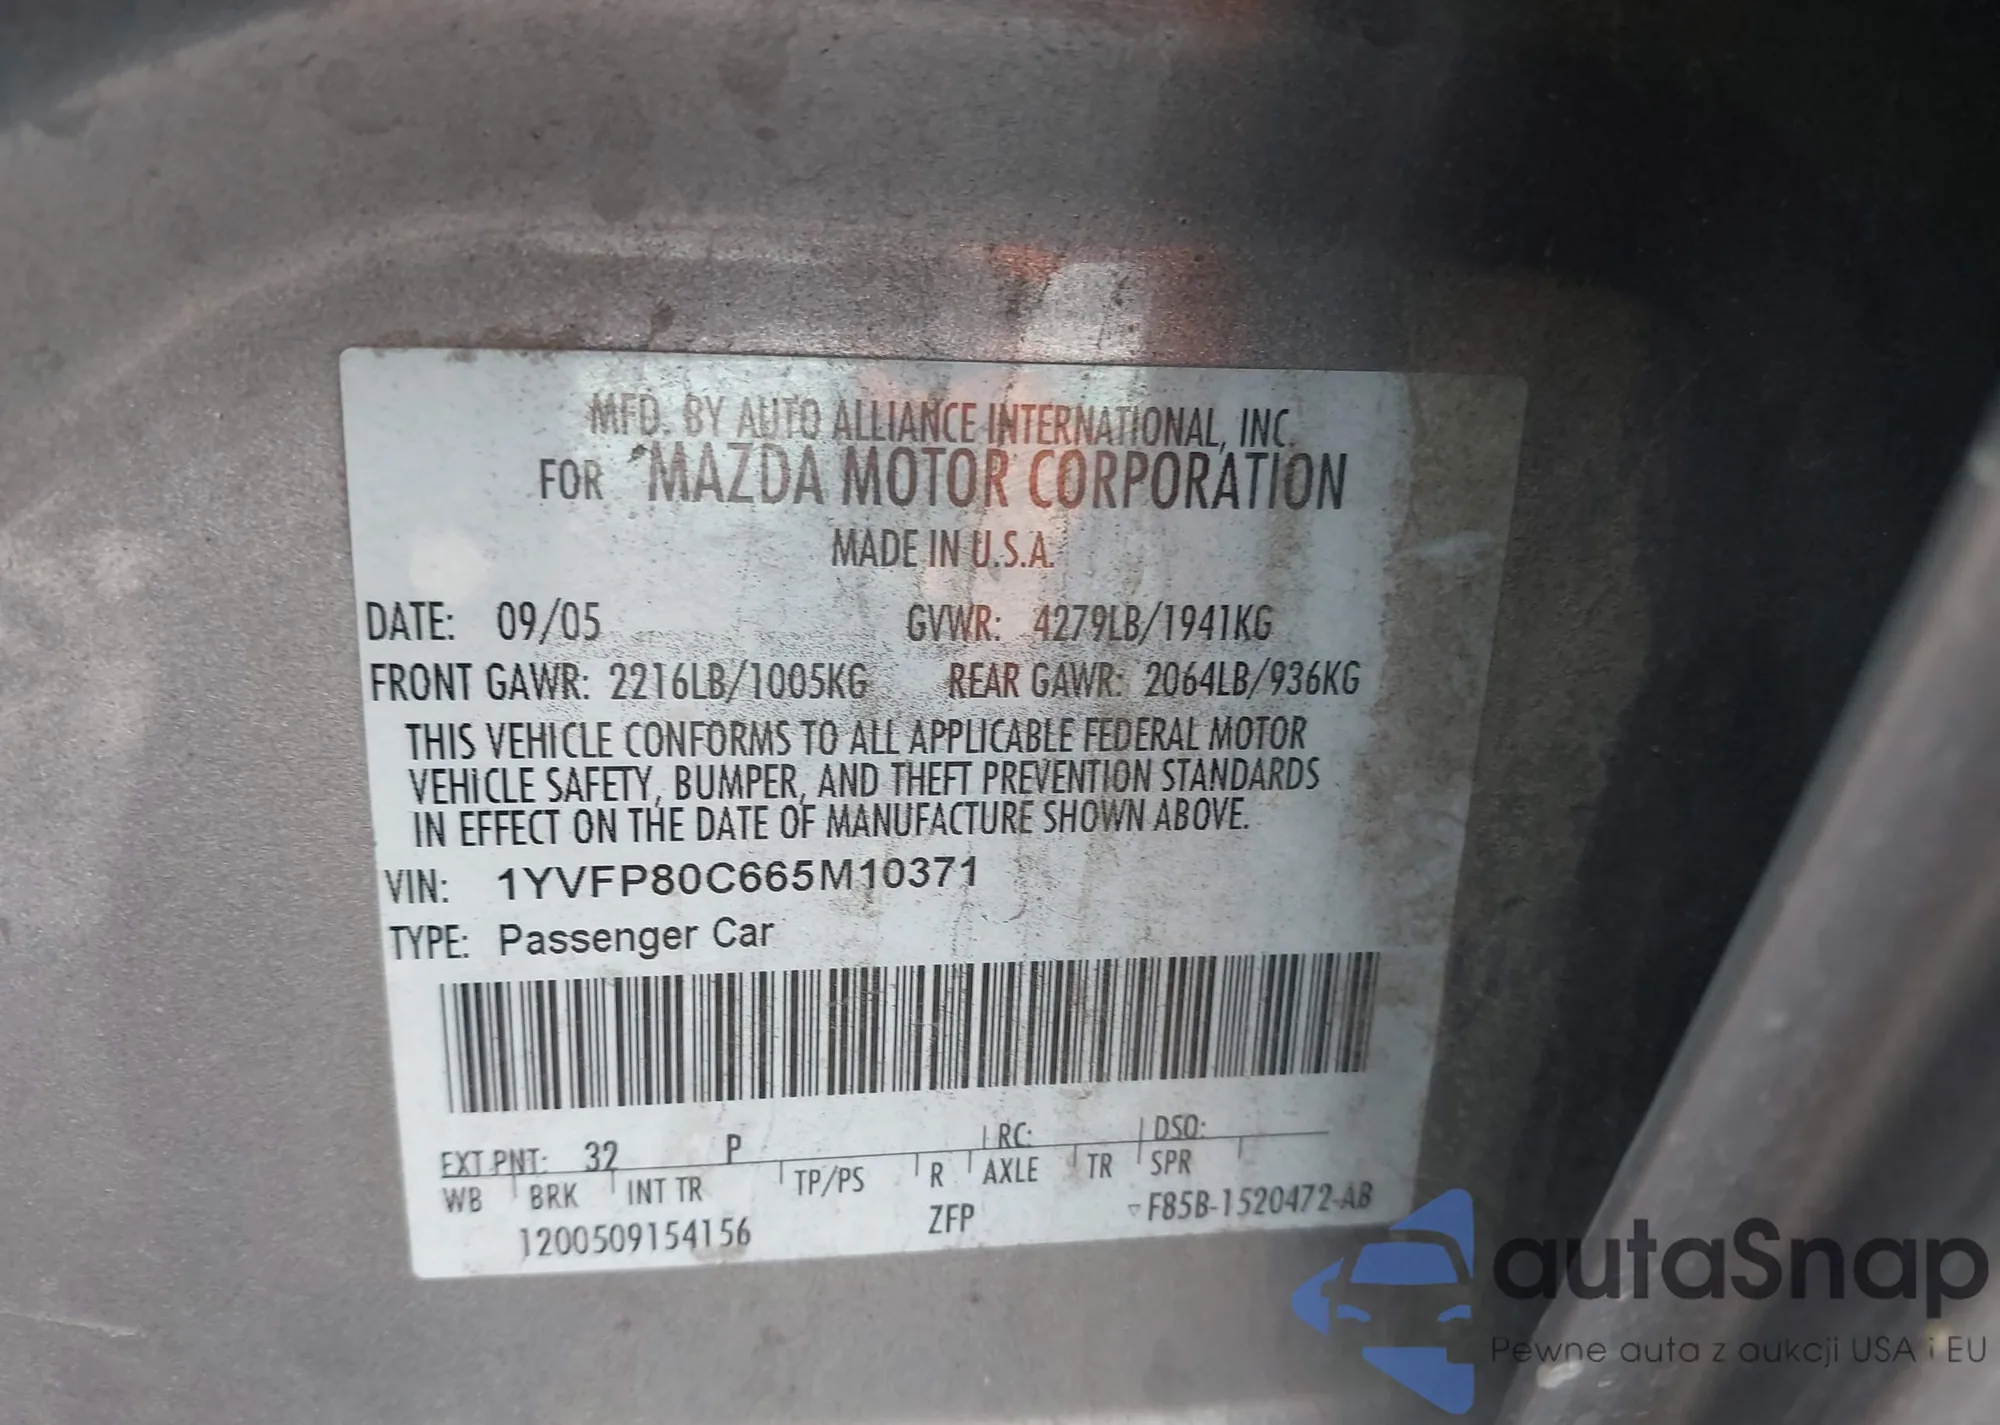 MFD. BY AUTO ALLIANCE INTERNATIONAL, INC.
FOR MAZDA MOTOR CORPORATION
MADE IN U.S.A.
DATE: 09/05 GVWR: 4279LB/1941KG
FRONT GAWR: 2216LB/1005KG REAR GAWR: 2064LB/936KG
THIS VEHICLE CONFORMS TO ALL APPLICABLE FEDERAL MOTOR
VEHICLE SAFETY, BUMPER, AND THEFT PREVENTION STANDARDS
IN EFFECT ON THE DATE OF MANUFACTURE SHOWN ABOVE.
VIN: 1YVFP80C665M10371
TYPE: Passenger Car
EXT PNT: 32 P RC: DSO:
WB BRK INT TR TP/PS R AXLE TR SPR
1200509154156 ZFP ▽F85B-1520472-AB
autaSnap
Pewne auta z aukcji USA i EU